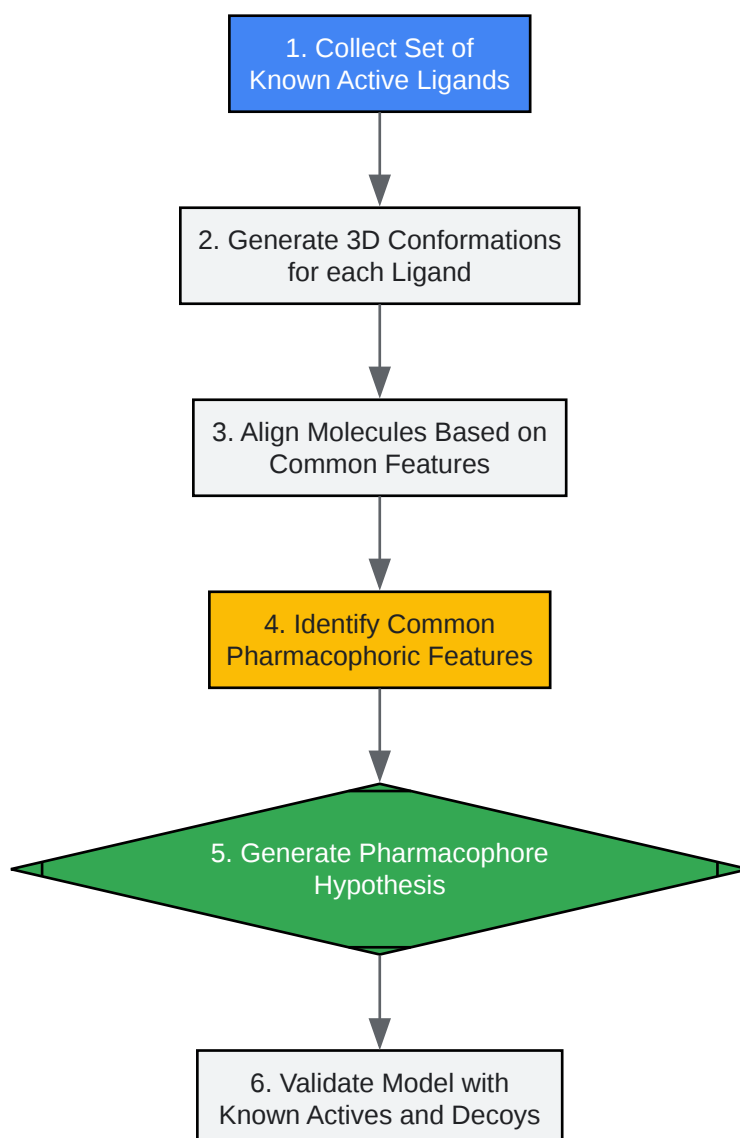 1. Collect Set of
Known Active Ligands
2. Generate 3D Conformations
for each Ligand
3. Align Molecules Based on
Common Features
4. Identify Common
Pharmacophoric Features
5. Generate Pharmacophore
Hypothesis
6. Validate Model with
Known Actives and Decoys